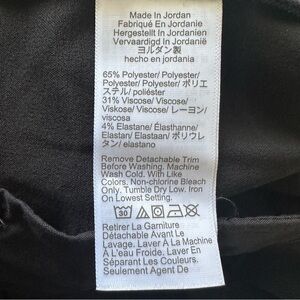 Made In Jordan
Fabriqué En Jordanie
Hergestellt In Jordanien
Vervaardigd In Jordanië
ヨルダン製
hecho en jordania
65% Polyester/ Polyester/
Polyester/ Polyester/ ポリエ
ステル/ poliéster
31% Viscose/ Viscose/
Viskose/ Viscose/ レーヨン/
viscosa
4% Elastane/ Élasthanne/
Elastan/ Elastaan/ ポリウレ
タン/ elastano
Remove Detachable Trim
Before Washing. Machine
Wash Cold. With Like
Colors. Non-chlorine Bleach
Only. Tumble Dry Low. Iron
On Lowest Setting.
30
Retirer La Garniture
Détachable Avant Le
Lavage. Laver À La Machine
À L'eau Froide. Laver En
Séparant Les Couleurs.
Seulement Agent De